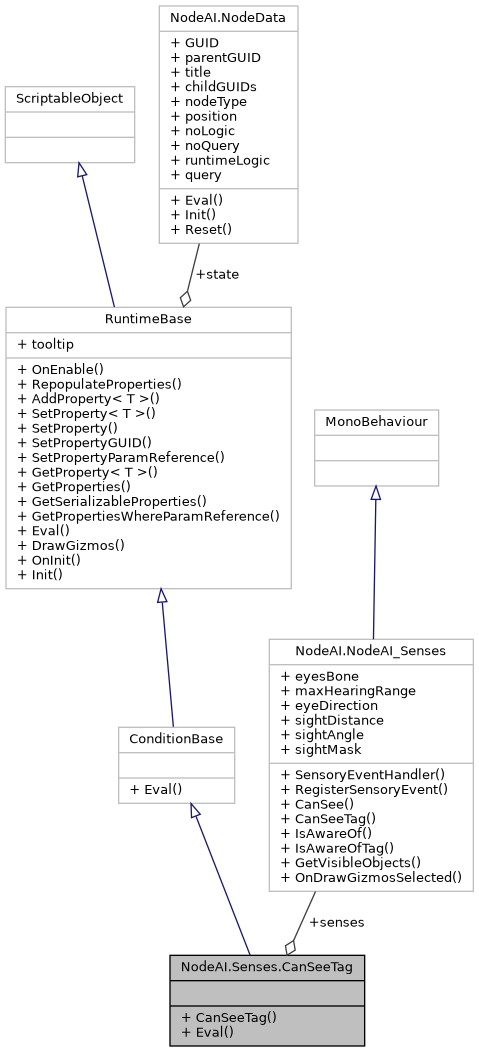 NodeAI.NodeData
+ GUID
+ parentGUID
+ title
+ childGUIDs
+ nodeType
+ position
+ noLogic
+ noQuery
+ runtimeLogic
+ query
+ Eval()
+ Init()
+ Reset()
ScriptableObject
+state
RuntimeBase
+ tooltip
+ OnEnable()
+ RepopulateProperties()
+ AddProperty< T >()
+ SetProperty< T >()
+ SetProperty()
+ SetPropertyGUID()
+ SetPropertyParamReference()
+ GetProperty< T >()
+ GetProperties()
+ GetSerializableProperties()
+ GetPropertiesWhereParamReference()
+ Eval()
+ DrawGizmos()
+ OnInit()
+ Init()
MonoBehaviour
NodeAI.NodeAI_Senses
+ eyesBone
+ maxHearingRange
+ eyeDirection
+ sightDistance
+ sightAngle
+ sightMask
+ SensoryEventHandler()
+ RegisterSensoryEvent()
+ CanSee()
+ CanSeeTag()
+ IsAwareOf()
+ IsAwareOfTag()
+ GetVisibleObjects()
+ OnDrawGizmosSelected()
ConditionBase
+ Eval()
+senses
NodeAI.Senses.CanSeeTag
+ CanSeeTag()
+ Eval()